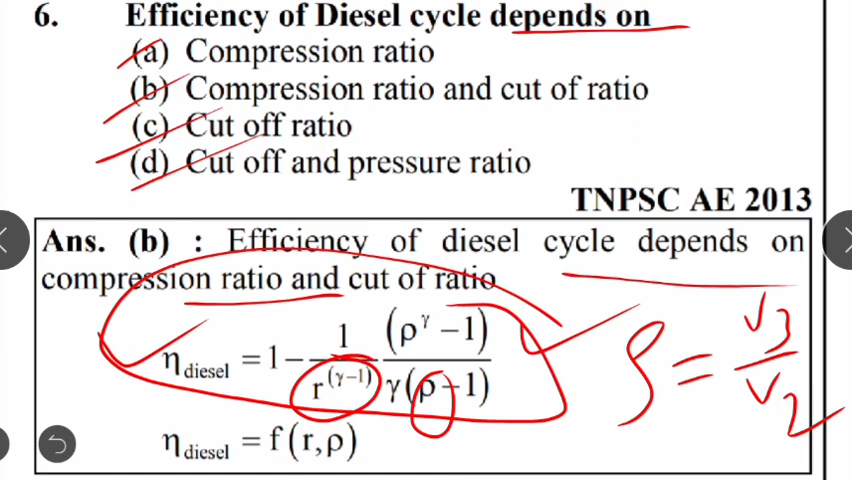 6. Efficiency of Diesel cycle depends on
(a) Compression ratio
(b) Compression ratio and cut of ratio
(c) Cut off ratio
(d) Cut off and pressure ratio
TNPSC AE 2013
Ans. (b) : Efficiency of diesel cycle depends on
compression ratio and cut of ratio
η_diesel = 1 − 1/r^(γ−1) (ρ^γ −1)/γ(ρ−1)
ρ = V3/V2
η_diesel = f(r,ρ)